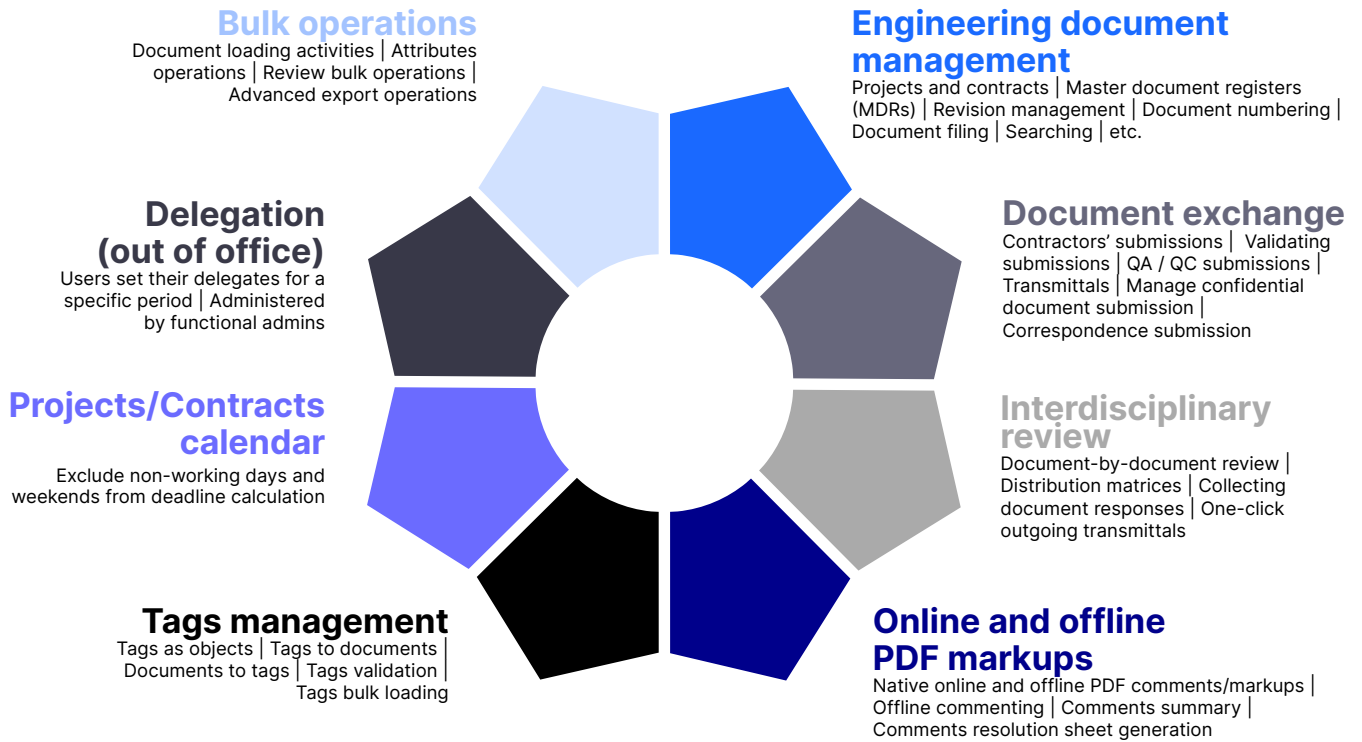 Bulk operations
Document loading activities | Attributes
operations | Review bulk operations |
Advanced export operations
Engineering document
management
Projects and contracts | Master document registers
(MDRs) | Revision management | Document numbering |
Document filing | Searching | etc.
Delegation
(out of office)
Users set their delegates for a
specific period | Administered
by functional admins
Document exchange
Contractors’ submissions | Validating
submissions | QA / QC submissions |
Transmittals | Manage confidential
document submission |
Correspondence submission
Projects/Contracts
calendar
Exclude non-working days and
weekends from deadline calculation
Interdisciplinary
review
Document-by-document review |
Distribution matrices | Collecting
document responses | One-click
outgoing transmittals
Tags management
Tags as objects | Tags to documents |
Documents to tags | Tags validation |
Tags bulk loading
Online and offline
PDF markups
Native online and offline PDF comments/markups |
Offline commenting | Comments summary |
Comments resolution sheet generation